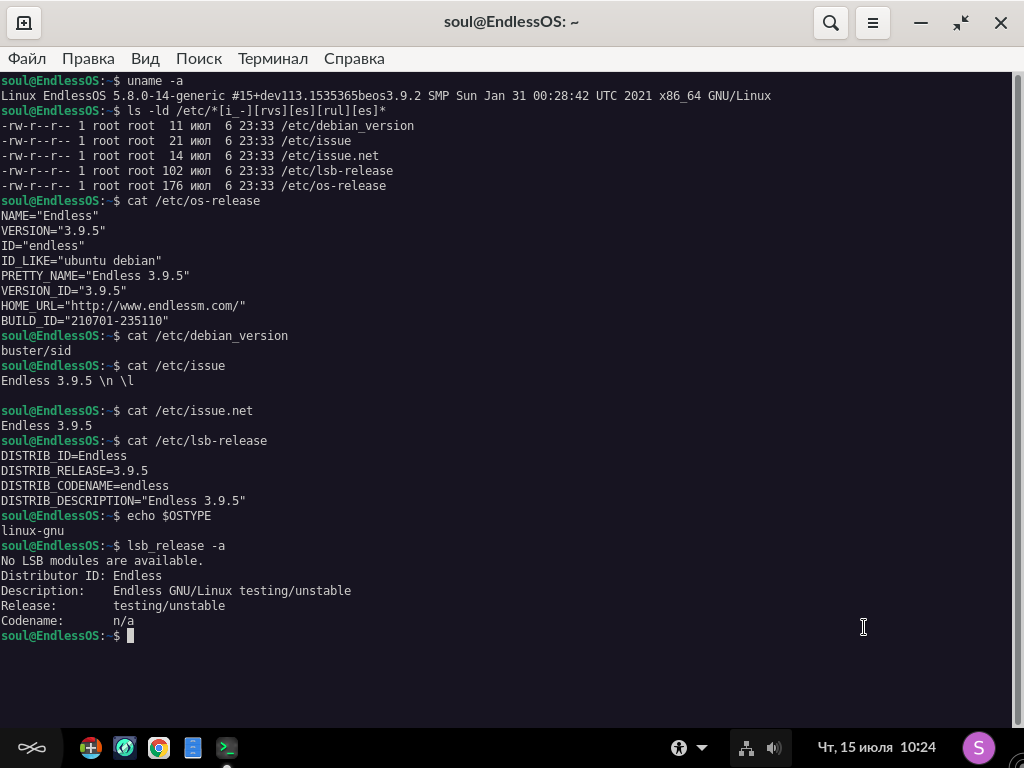 soul@EndlessOS: ~
Файл Правка Вид Поиск Терминал Справка
soul@EndlessOS:~$ uname -a
Linux EndlessOS 5.8.0-14-generic #15+dev113.1535365beos3.9.2 SMP Sun Jan 31 00:28:42 UTC 2021 x86_64 GNU/Linux
soul@EndlessOS:~$ ls -ld /etc/*[i_-][rvs][es][rul][es]*
-rw-r--r-- 1 root root  11 июл  6 23:33 /etc/debian_version
-rw-r--r-- 1 root root  21 июл  6 23:33 /etc/issue
-rw-r--r-- 1 root root  14 июл  6 23:33 /etc/issue.net
-rw-r--r-- 1 root root 102 июл  6 23:33 /etc/lsb-release
-rw-r--r-- 1 root root 176 июл  6 23:33 /etc/os-release
soul@EndlessOS:~$ cat /etc/os-release
NAME="Endless"
VERSION="3.9.5"
ID="endless"
ID_LIKE="ubuntu debian"
PRETTY_NAME="Endless 3.9.5"
VERSION_ID="3.9.5"
HOME_URL="http://www.endlessm.com/"
BUILD_ID="210701-235110"
soul@EndlessOS:~$ cat /etc/debian_version
buster/sid
soul@EndlessOS:~$ cat /etc/issue
Endless 3.9.5 \n \l
soul@EndlessOS:~$ cat /etc/issue.net
Endless 3.9.5
soul@EndlessOS:~$ cat /etc/lsb-release
DISTRIB_ID=Endless
DISTRIB_RELEASE=3.9.5
DISTRIB_CODENAME=endless
DISTRIB_DESCRIPTION="Endless 3.9.5"
soul@EndlessOS:~$ echo $OSTYPE
linux-gnu
soul@EndlessOS:~$ lsb_release -a
No LSB modules are available.
Distributor ID: Endless
Description:    Endless GNU/Linux testing/unstable
Release:        testing/unstable
Codename:       n/a
soul@EndlessOS:~$
Чт, 15 июля 10:24 S